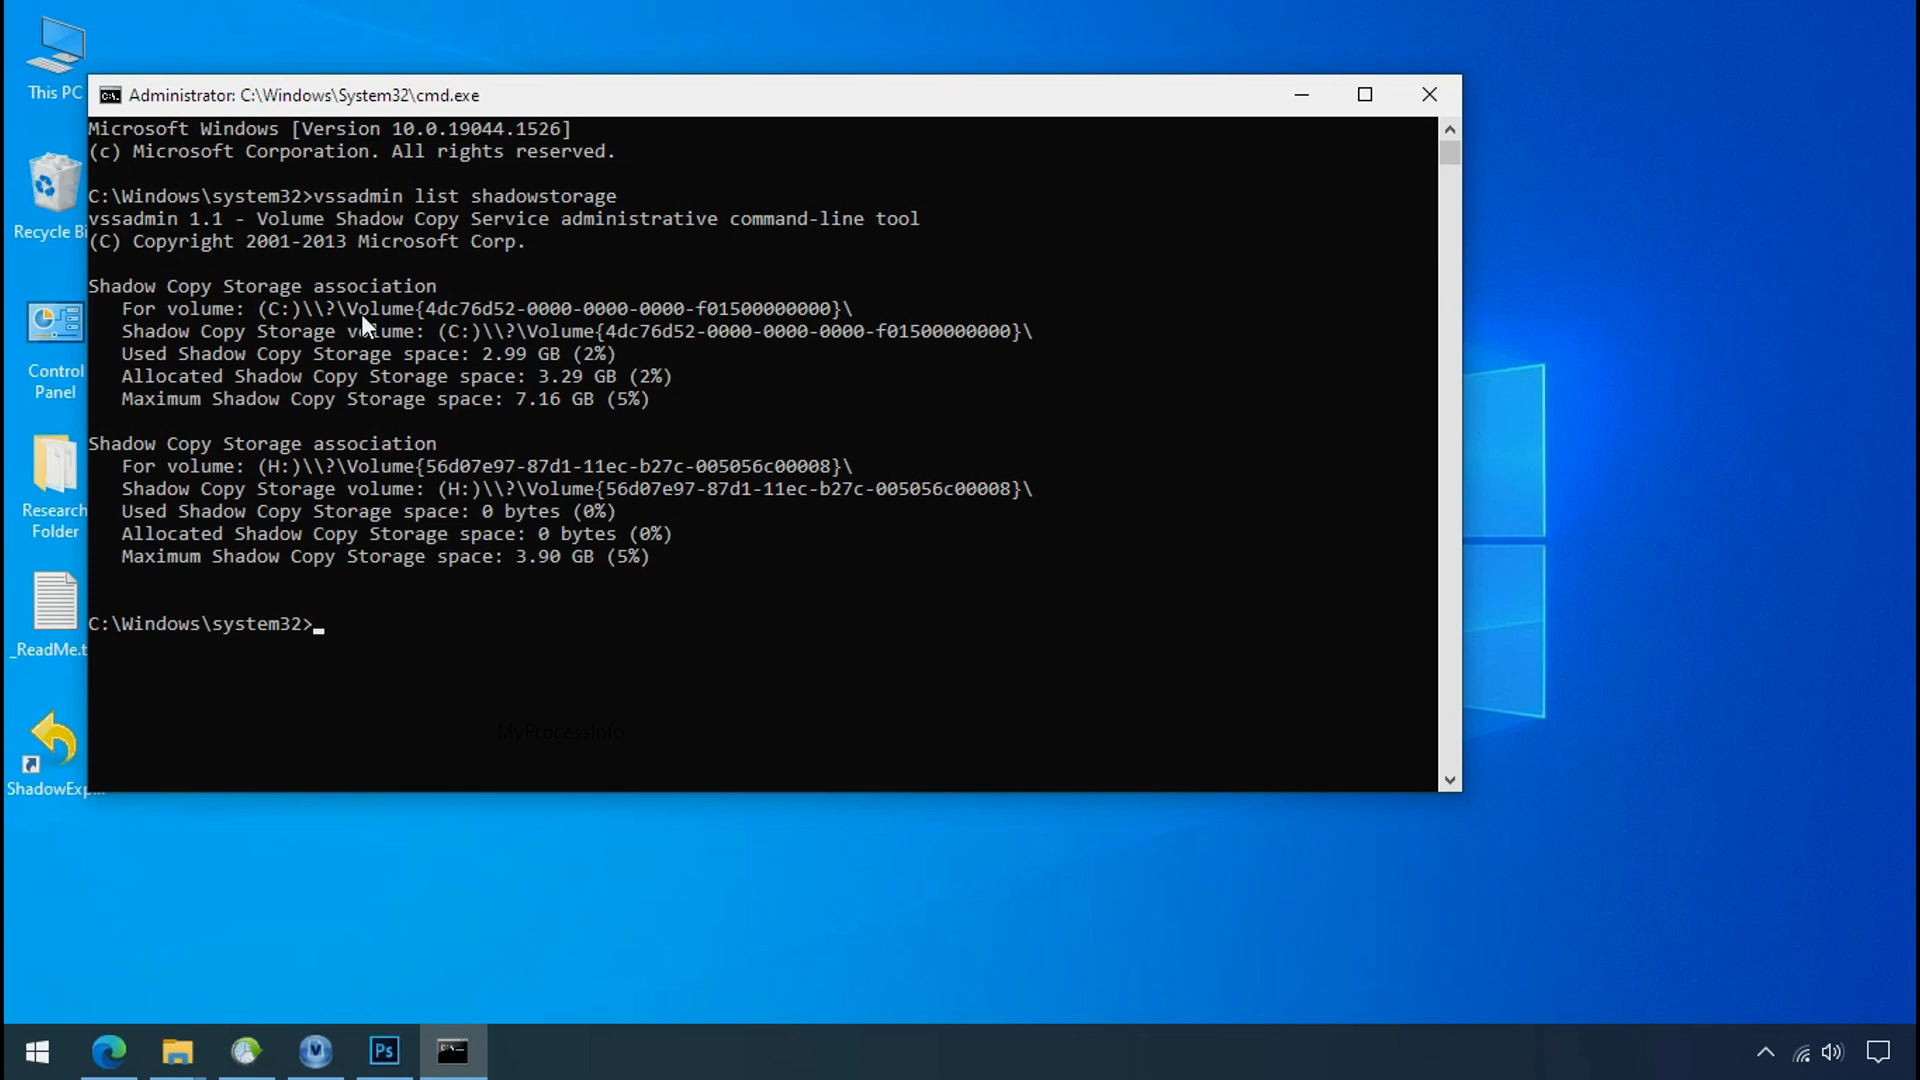 This PC
Recycle Bi
Control
Panel
Research
Folder
_ReadMe.t
ShadowExp...
Administrator: C:\Windows\System32\cmd.exe
Microsoft Windows [Version 10.0.19044.1526]
(c) Microsoft Corporation. All rights reserved.
C:\Windows\system32>vssadmin list shadowstorage
vssadmin 1.1 - Volume Shadow Copy Service administrative command-line tool
(C) Copyright 2001-2013 Microsoft Corp.
Shadow Copy Storage association
For volume: (C:)\\?\Volume{4dc76d52-0000-0000-0000-f01500000000}\
Shadow Copy Storage volume: (C:)\\?\Volume{4dc76d52-0000-0000-0000-f01500000000}\
Used Shadow Copy Storage space: 2.99 GB (2%)
Allocated Shadow Copy Storage space: 3.29 GB (2%)
Maximum Shadow Copy Storage space: 7.16 GB (5%)
Shadow Copy Storage association
For volume: (H:)\\?\Volume{56d07e97-87d1-11ec-b27c-005056c00008}\
Shadow Copy Storage volume: (H:)\\?\Volume{56d07e97-87d1-11ec-b27c-005056c00008}\
Used Shadow Copy Storage space: 0 bytes (0%)
Allocated Shadow Copy Storage space: 0 bytes (0%)
Maximum Shadow Copy Storage space: 3.90 GB (5%)
C:\Windows\system32>
MyProcessInfo
Ps